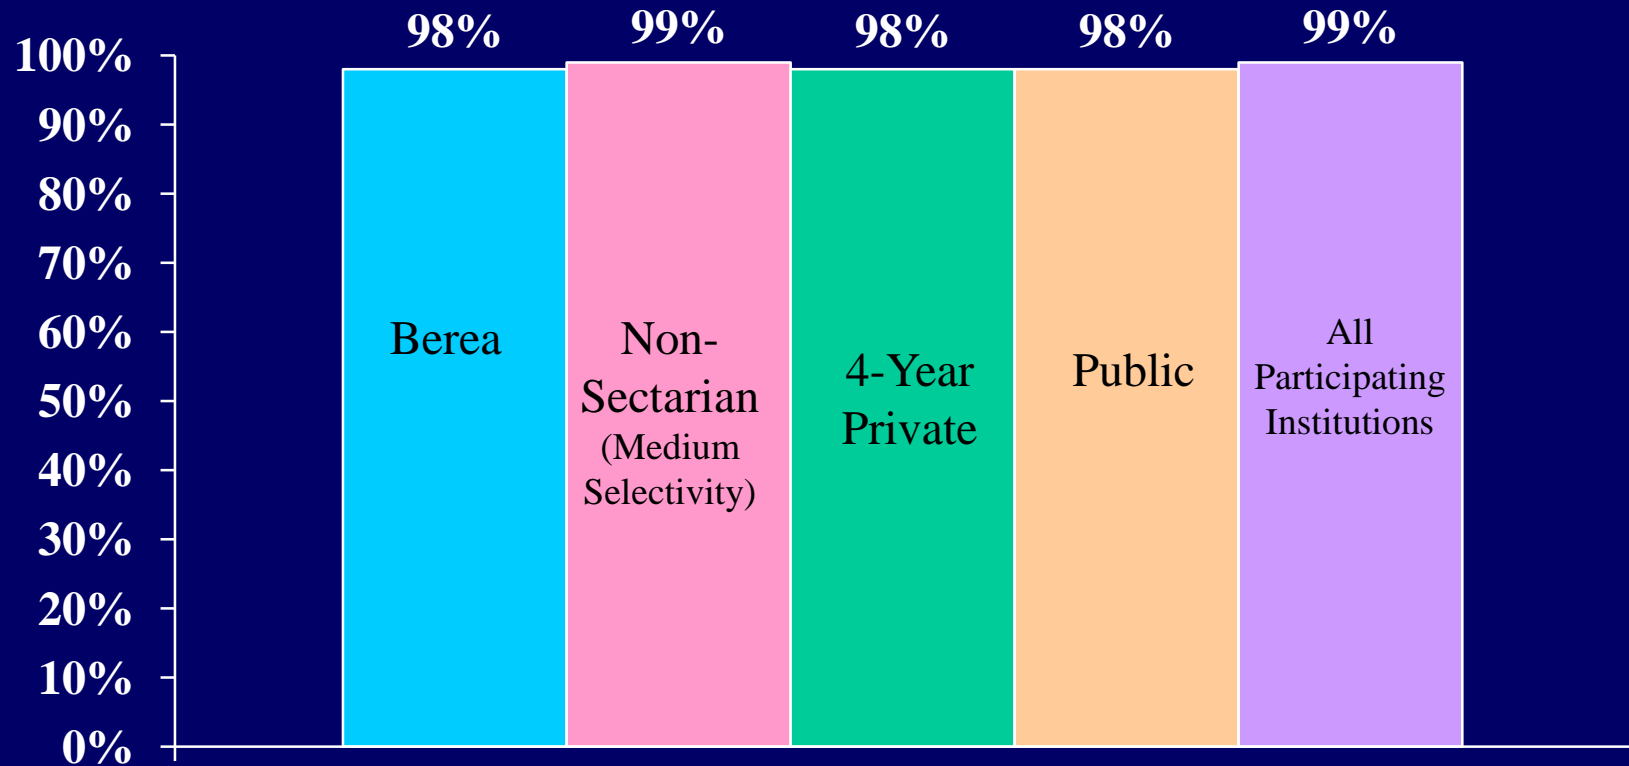 98%
99%
98%
98%
99%
100%
90%
80%
70%
60%
50%
40%
30%
20%
10%
0%
Berea
Non-
Sectarian
(Medium
Selectivity)
4-Year
Private
Public
All
Participating
Institutions